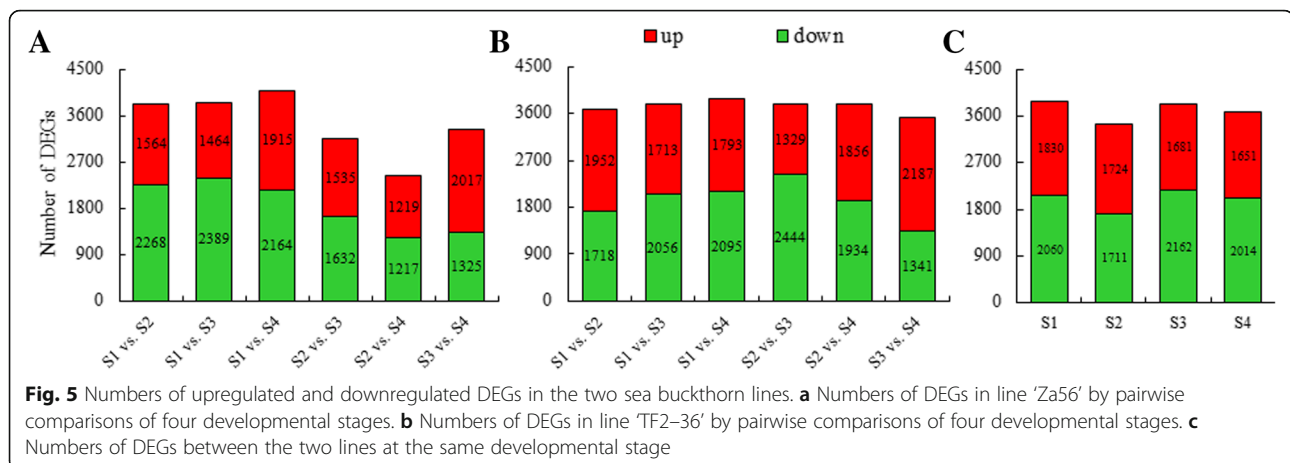 A
B
C
up
down
Number of DEGs
4500
3600
2700
1800
900
0
1564
1464
1915
1535
1219
2017
2268
2389
2164
1632
1217
1325
S1 vs. S2
S1 vs. S3
S1 vs. S4
S2 vs. S3
S2 vs. S4
S3 vs. S4
4500
3600
2700
1800
900
0
1952
1713
1793
1329
1856
2187
1718
2056
2095
2444
1934
1341
S1 vs. S2
S1 vs. S3
S1 vs. S4
S2 vs. S3
S2 vs. S4
S3 vs. S4
4500
3600
2700
1800
900
0
1830
1724
1681
1651
2060
1711
2162
2014
S1
S2
S3
S4
Fig. 5 Numbers of upregulated and downregulated DEGs in the two sea buckthorn lines. a Numbers of DEGs in line ‘Za56’ by pairwise
comparisons of four developmental stages. b Numbers of DEGs in line ‘TF2–36’ by pairwise comparisons of four developmental stages. c
Numbers of DEGs between the two lines at the same developmental stage